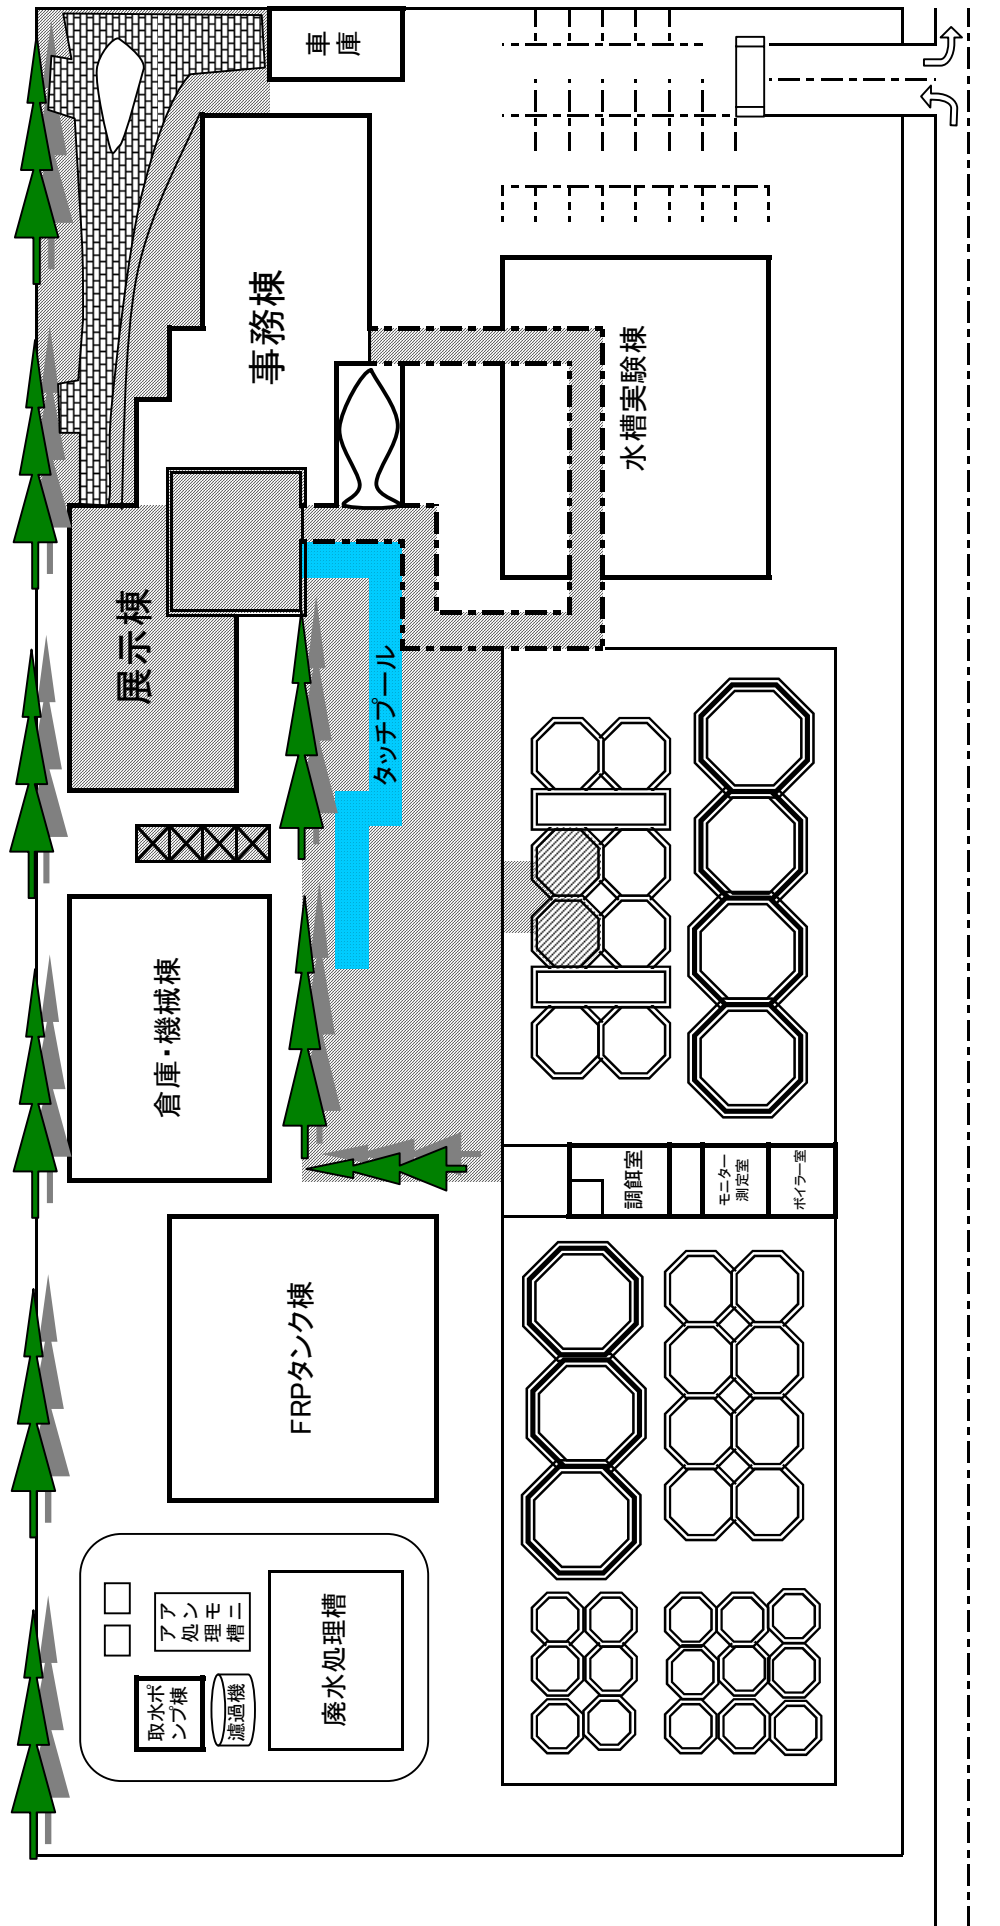 車
庫
事務棟
水槽実験棟
展示棟
タッチプール
倉庫・機械棟
調餌室
モニター
測定室
ボイラー室
FRPタンク棟
アンモニ
ア処理槽
廃水処理槽
取水ポ
ンプ棟
濾過機